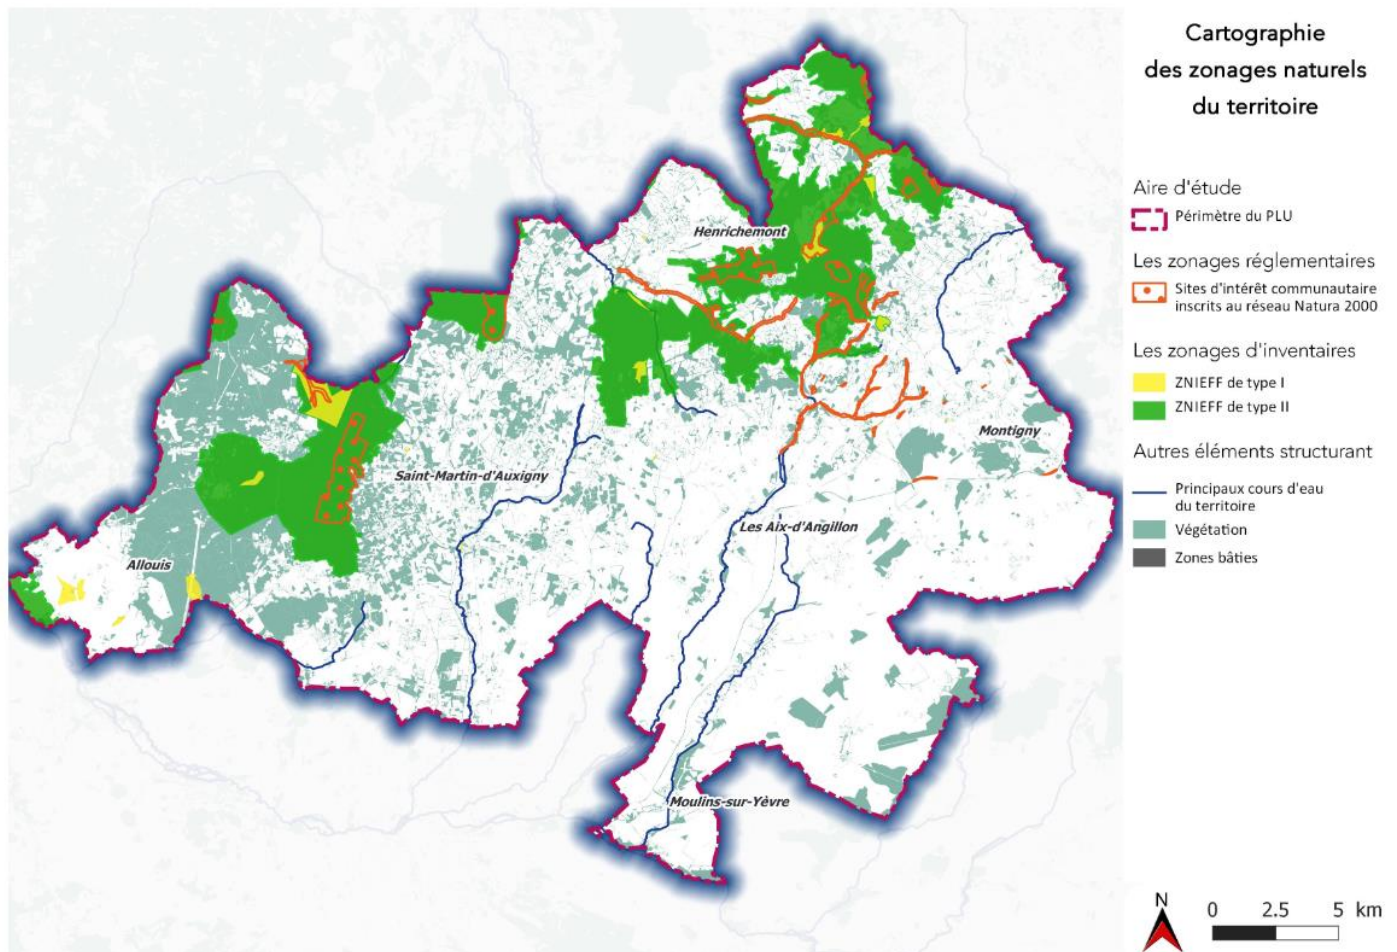 Cartographie
des zonages naturels
du territoire
Aire d'étude
Périmètre du PLU
Les zonages réglementaires
Sites d'intérêt communautaire
inscrits au réseau Natura 2000
Les zonages d'inventaires
ZNIEFF de type I
ZNIEFF de type II
Autres éléments structurant
Principaux cours d'eau
du territoire
Végétation
Zones bâties
Henrichemont
Montigny
Saint-Martin-d'Auxigny
Les Aix-d'Angillon
Allouis
Moulins-sur-Yèvre
N
0 2.5 5 km